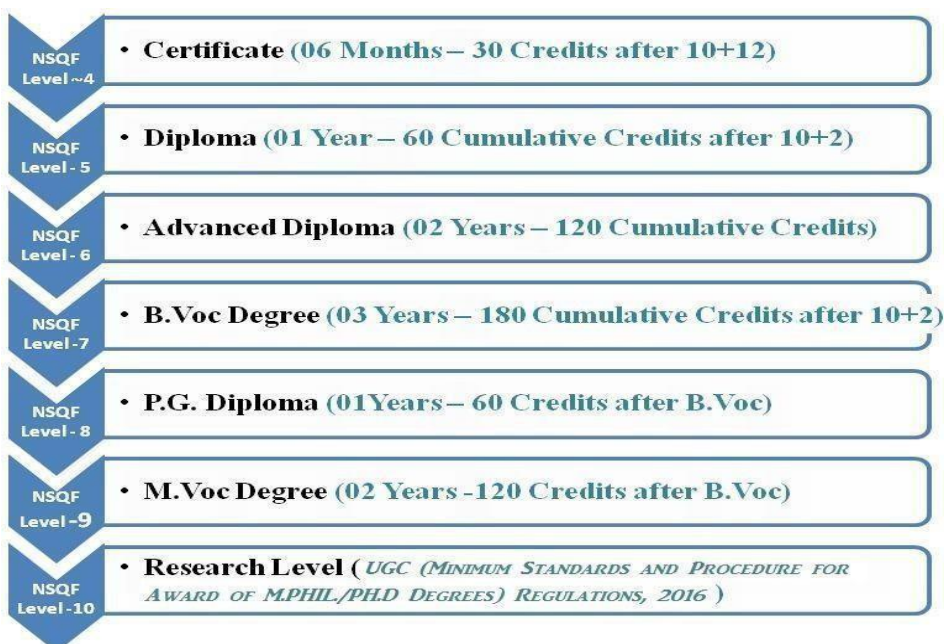 NSQF
Level ~4
• Certificate (06 Months – 30 Credits after 10+12)
NSQF
Level - 5
• Diploma (01 Year – 60 Cumulative Credits after 10+2)
NSQF
Level - 6
• Advanced Diploma (02 Years – 120 Cumulative Credits)
NSQF
Level -7
• B.Voc Degree (03 Years – 180 Cumulative Credits after 10+2)
NSQF
Level - 8
• P.G. Diploma (01Years – 60 Credits after B.Voc)
NSQF
Level -9
• M.Voc Degree (02 Years -120 Credits after B.Voc)
NSQF
Level -10
• Research Level ( UGC (MINIMUM STANDARDS AND PROCEDURE FOR
AWARD OF M.PHIL./PH.D DEGREES) REGULATIONS, 2016 )